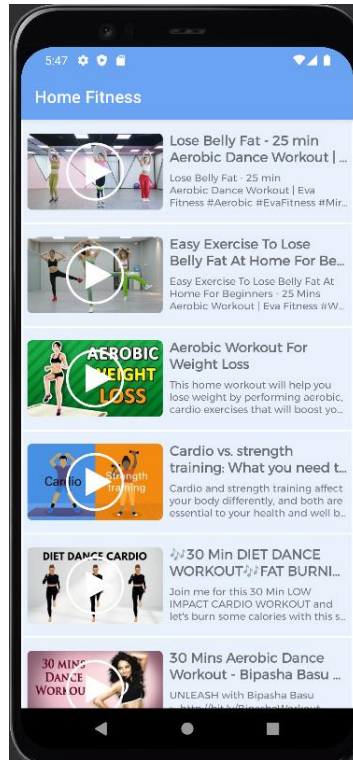 5:47
Home Fitness
Lose Belly Fat - 25 min
Aerobic Dance Workout | ...
Lose Belly Fat - 25 min
Aerobic Dance Workout | Eva
Fitness #Aerobic #EvaFitness #Mir...
Easy Exercise To Lose
Belly Fat At Home For Be...
Easy Exercise To Lose Belly Fat At
Home For Beginners - 25 Mins
Aerobic Workout | Eva Fitness #W...
AEROBIC
WEIGHT
LOSS
Aerobic Workout For
Weight Loss
This home workout will help you
lose weight by performing aerobic,
cardio exercises that will boost yo...
Cardio
Strength
training
Cardio vs. strength
training: What you need t...
Cardio and strength training affect
your body differently, and both are
essential to your health and well b...
DIET DANCE CARDIO
🎶30 Min DIET DANCE
WORKOUT🎶FAT BURNI...
Join me for this 30 Min LOW
IMPACT CARDIO WORKOUT and
let's burn some calories with this s...
30 MINS
DANCE
WORKOUT
30 Mins Aerobic Dance
Workout - Bipasha Basu ...
UNLEASH with Bipasha Basu